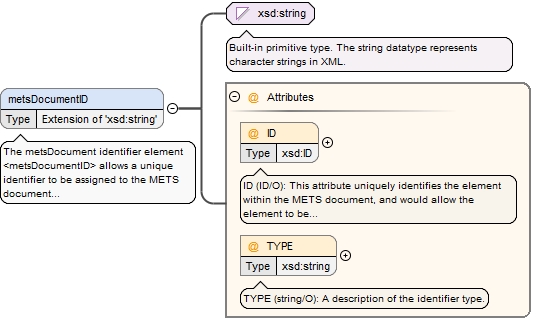 xsd:string
Built-in primitive type. The string datatype represents
character strings in XML.
metsDocumentID
Type Extension of 'xsd:string'
The metsDocument identifier element
<metsDocumentID> allows a unique
identifier to be assigned to the METS
document...
@ Attributes
@ ID
Type xsd:ID
ID (ID/O): This attribute uniquely identifies the element
within the METS document, and would allow the
element to be...
@ TYPE
Type xsd:string
TYPE (string/O): A description of the identifier type.